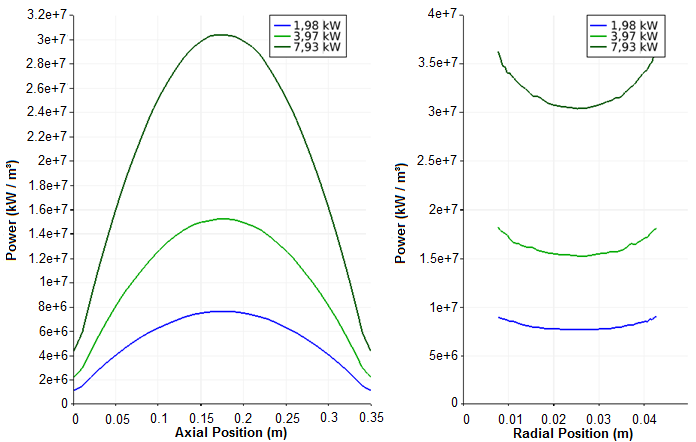 3.2e+7
3e+7
2.8e+7
2.6e+7
2.4e+7
2.2e+7
2e+7
1.8e+7
1.6e+7
1.4e+7
1.2e+7
1e+7
8e+6
6e+6
4e+6
2e+6
0
Power (kW / m³)
0 0.05 0.1 0.15 0.2 0.25 0.3 0.35
Axial Position (m)
1,98 kW
3,97 kW
7,93 kW
4e+7
3.5e+7
3e+7
2.5e+7
2e+7
1.5e+7
1e+7
5e+6
0
Power (kW / m³)
0 0.01 0.02 0.03 0.04
Radial Position (m)
1,98 kW
3,97 kW
7,93 kW